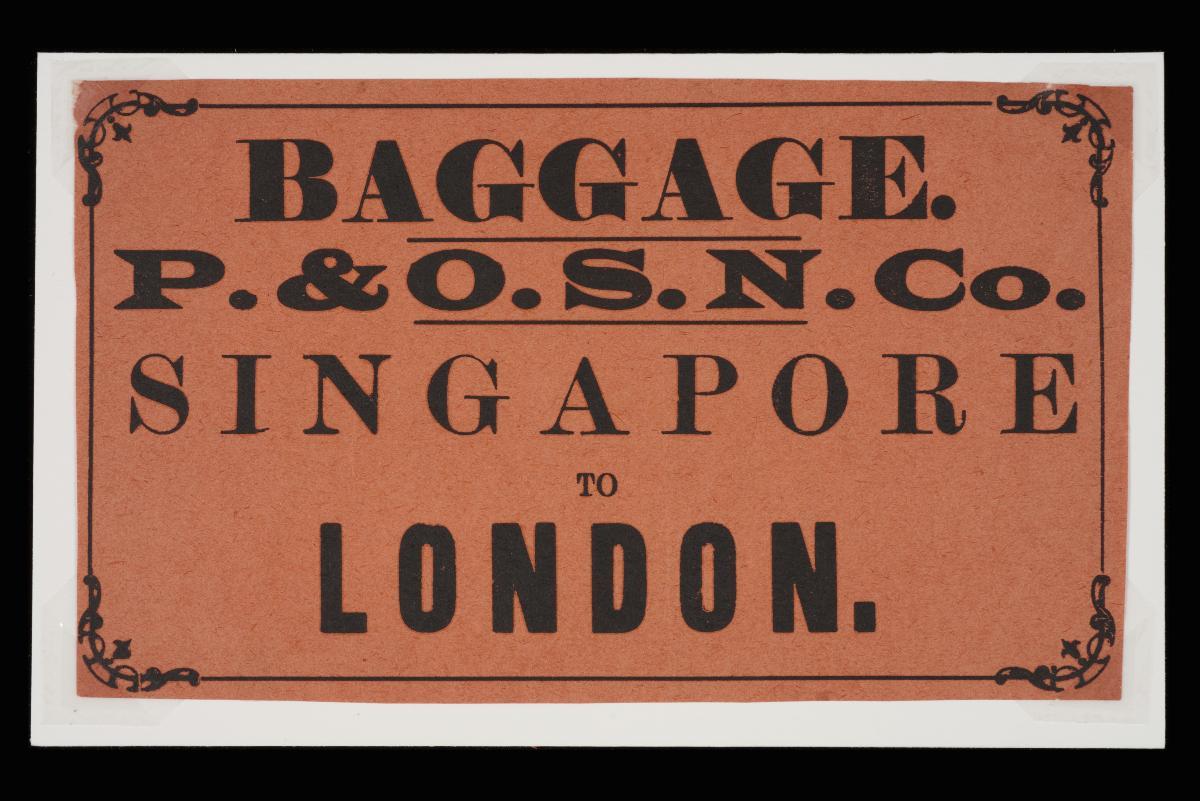 BAGGAGE.
P. & O. S. N. Co.
SINGAPORE
TO
LONDON.